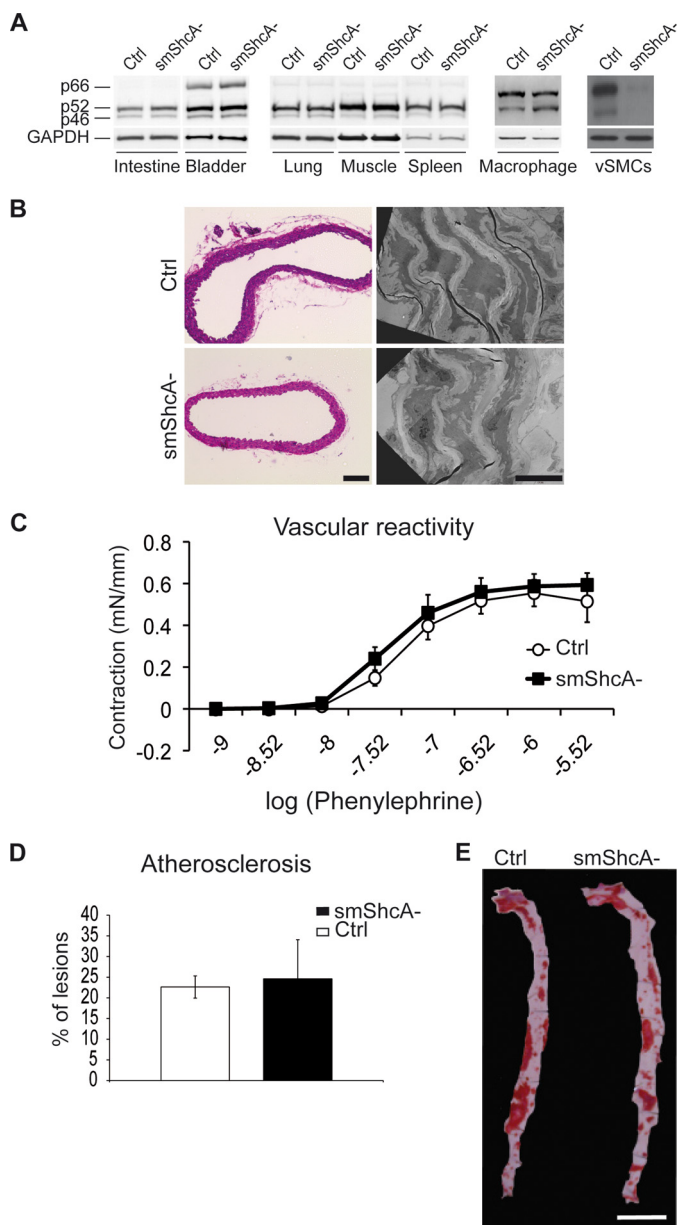 A
Ctrl smShcA- Ctrl smShcA- Ctrl smShcA- Ctrl smShcA- Ctrl smShcA- Ctrl smShcA- Ctrl smShcA-
p66
p52
p46
GAPDH
Intestine Bladder Lung Muscle Spleen Macrophage vSMCs
B
Ctrl
smShcA-
C
Vascular reactivity
Contraction (mN/mm)
0.8
0.6
0.4
0.2
0
-0.2
Ctrl
smShcA-
-9 -8.52 -8 -7.52 -7 -6.52 -6 -5.52
log (Phenylephrine)
D
Atherosclerosis
smShcA-
Ctrl
% of lesions
40
35
30
25
20
15
10
5
0
E
Ctrl smShcA-